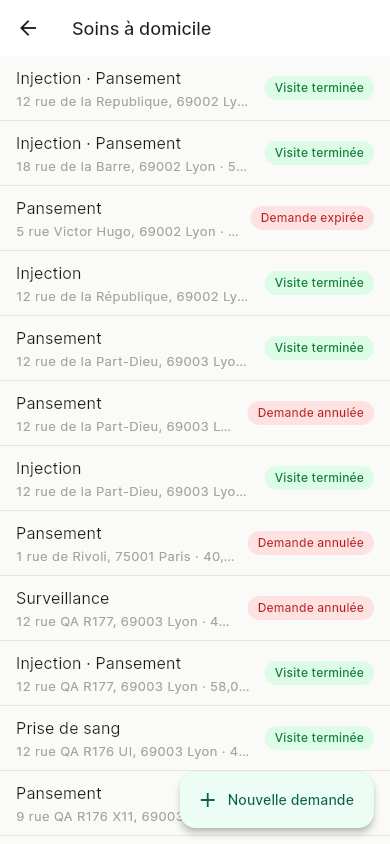 Soins à domicile
Injection · Pansement
Visite terminée
12 rue de la Republique, 69002 Ly...
Injection · Pansement
Visite terminée
18 rue de la Barre, 69002 Lyon · 5...
Pansement
Demande expirée
5 rue Victor Hugo, 69002 Lyon · ...
Injection
Visite terminée
12 rue de la République, 69002 Ly...
Pansement
Visite terminée
12 rue de la Part-Dieu, 69003 Lyo...
Pansement
Demande annulée
12 rue de la Part-Dieu, 69003 L...
Injection
Visite terminée
12 rue de la Part-Dieu, 69003 Lyo...
Pansement
Demande annulée
1 rue de Rivoli, 75001 Paris · 40,...
Surveillance
Demande annulée
12 rue QA R177, 69003 Lyon · 4...
Injection · Pansement
Visite terminée
12 rue QA R177, 69003 Lyon · 58,0...
Prise de sang
Visite terminée
12 rue QA R176 UI, 69003 Lyon · 4...
Pansement
9 rue QA R176 X11, 69003
+ Nouvelle demande